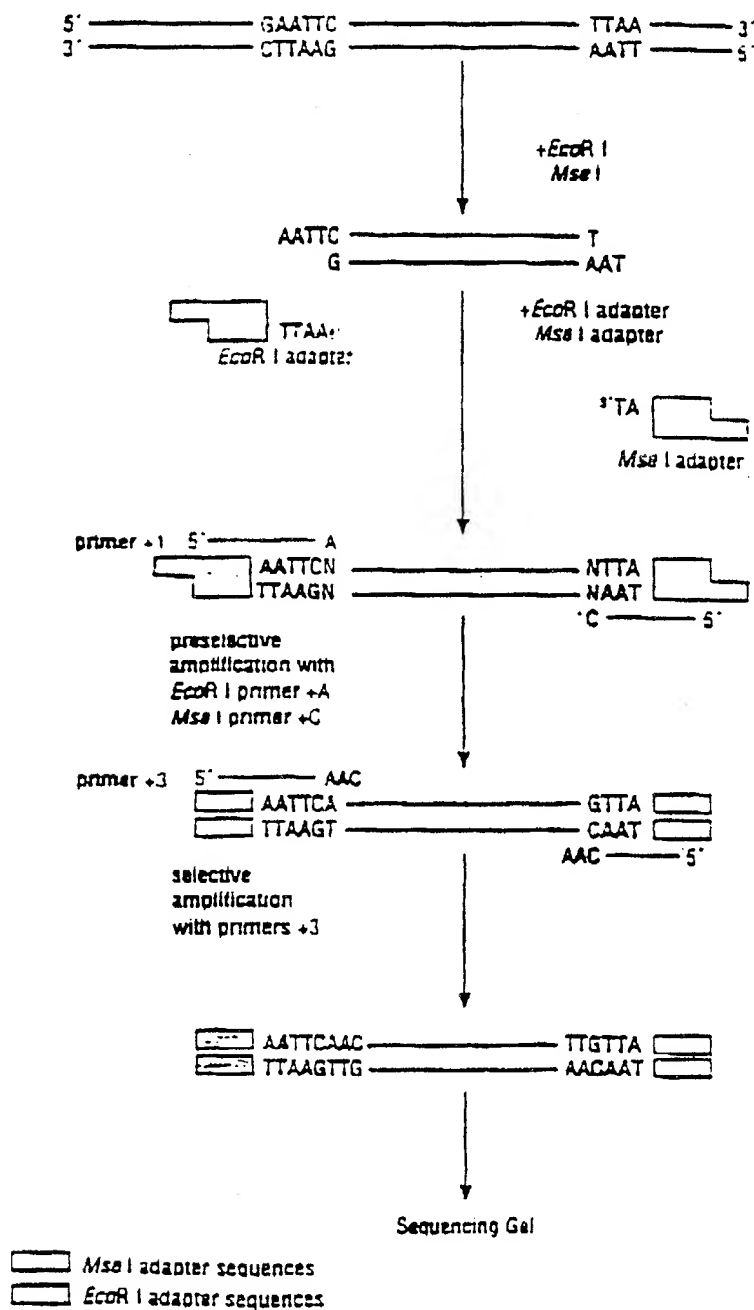 5' GAATTC TTAA 3'
3' CTTAAG AATT 5'
+EcoR I
Mse I
AATTC T
G AAT
+EcoR I adapter
Mse I adapter
EcoR I adapter
3'TA
Mse I adapter
primer +1 5' A
AATTCN NTTA
TTAAGN NAAT
'C 5'
preselective
amplification with
EcoR I primer +A
Mse I primer +C
primer +3 5' AAC
AATTCA GTTA
TTAAGT CAAT
AAC 5'
selective
amplification
with primers +3
AATTCAAC TTGTTA
TTAAGTTG AACAAT
Sequencing Gel
Mse I adapter sequences
EcoR I adapter sequences